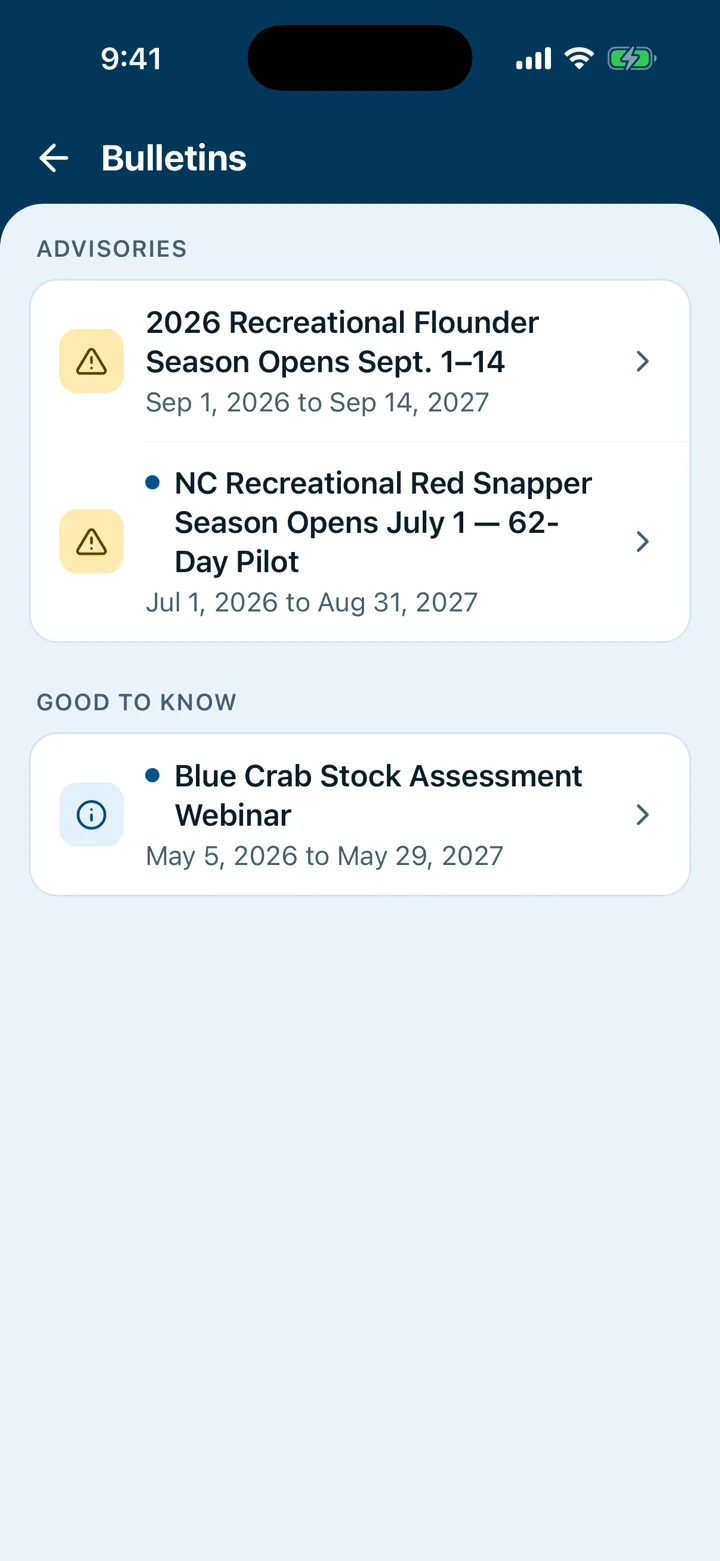 9:41
Bulletins
ADVISORIES
2026 Recreational Flounder
Season Opens Sept. 1–14
Sep 1, 2026 to Sep 14, 2027
NC Recreational Red Snapper
Season Opens July 1 — 62-
Day Pilot
Jul 1, 2026 to Aug 31, 2027
GOOD TO KNOW
Blue Crab Stock Assessment
Webinar
May 5, 2026 to May 29, 2027